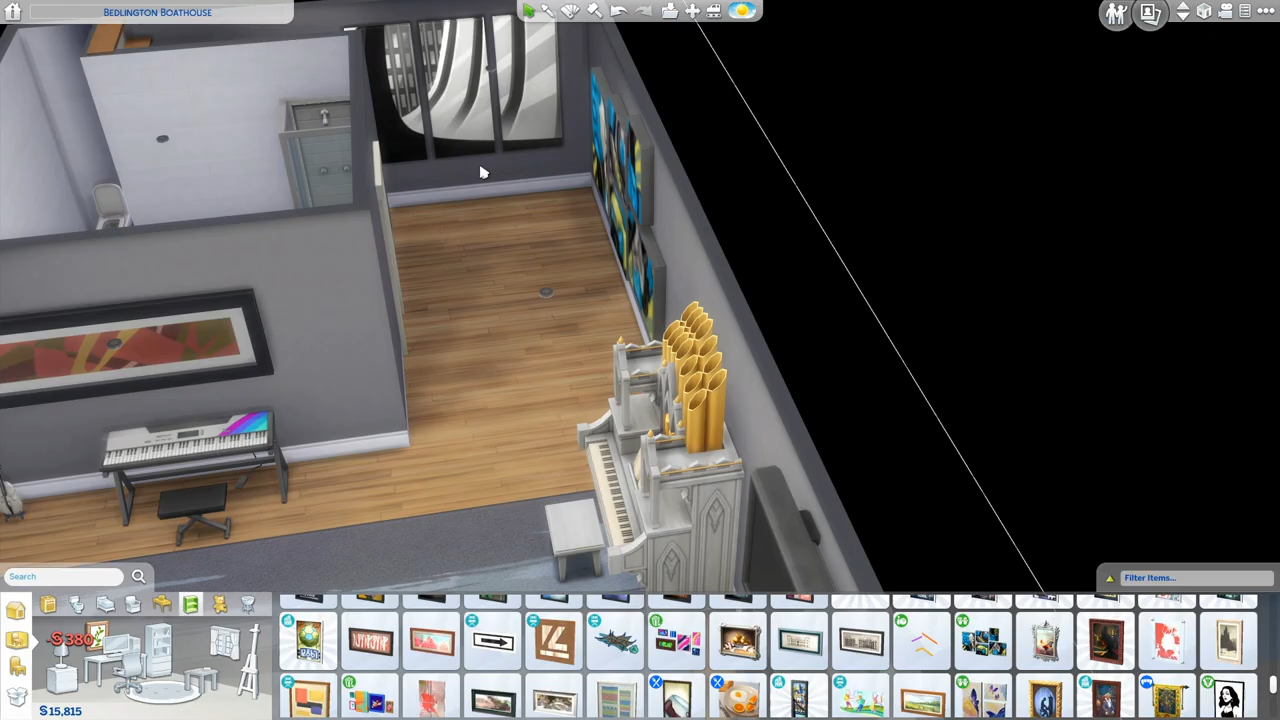 BEDLINGTON BOATHOUSE
Search
Filter Items...
-§380
§15,815